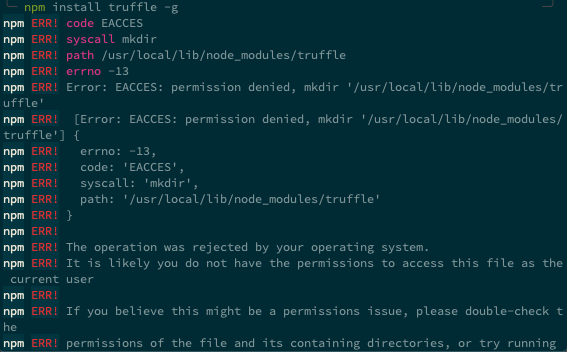 npm install truffle -g
npm ERR! code EACCES
npm ERR! syscall mkdir
npm ERR! path /usr/local/lib/node_modules/truffle
npm ERR! errno -13
npm ERR! Error: EACCES: permission denied, mkdir '/usr/local/lib/node_modules/tr
uffle'
npm ERR!  [Error: EACCES: permission denied, mkdir '/usr/local/lib/node_modules/
truffle'] {
npm ERR!   errno: -13,
npm ERR!   code: 'EACCES',
npm ERR!   syscall: 'mkdir',
npm ERR!   path: '/usr/local/lib/node_modules/truffle'
npm ERR! }
npm ERR!
npm ERR! The operation was rejected by your operating system.
npm ERR! It is likely you do not have the permissions to access this file as the
 current user
npm ERR!
npm ERR! If you believe this might be a permissions issue, please double-check t
he
npm ERR! permissions of the file and its containing directories, or try running